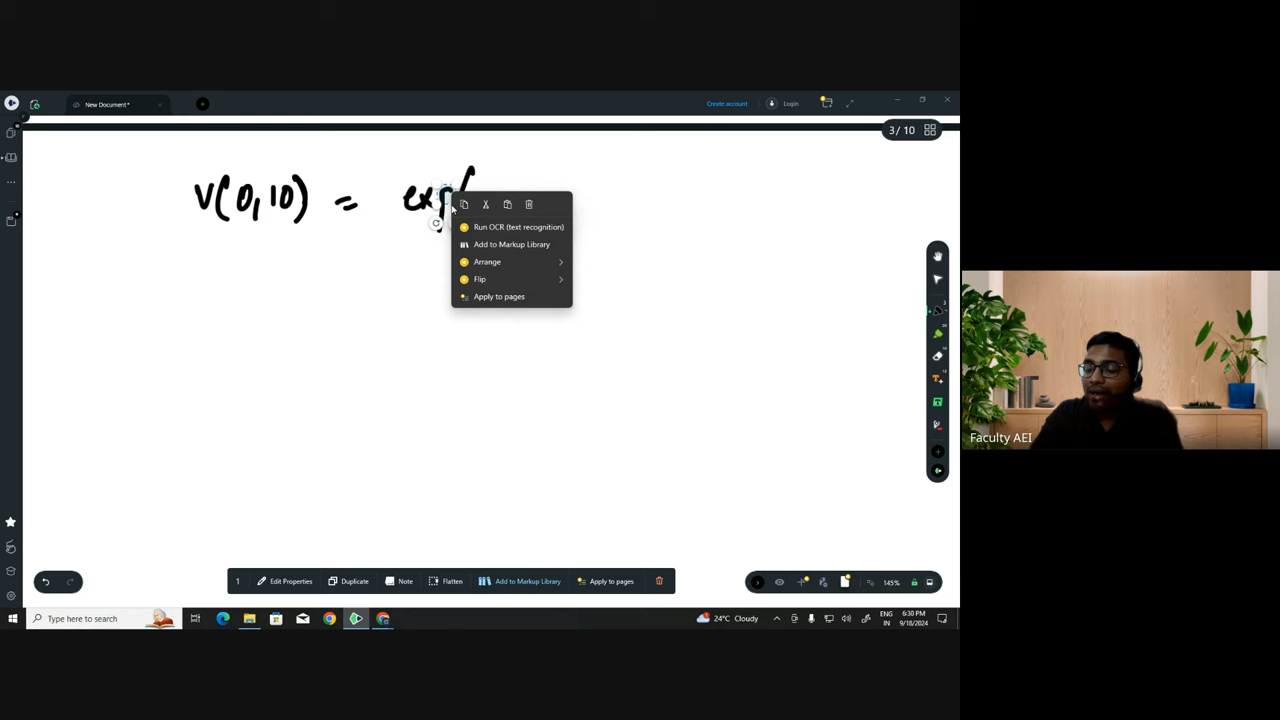 New Document*
Create account
Login
3/ 10
V(0,10) = exp(
Run OCR (text recognition)
Add to Markup Library
Arrange
Flip
Apply to pages
Faculty AEI
1
Edit Properties
Duplicate
Note
Flatten
Add to Markup Library
Apply to pages
145%
Type here to search
24°C Cloudy
ENG
IN
6:30 PM
9/18/2024